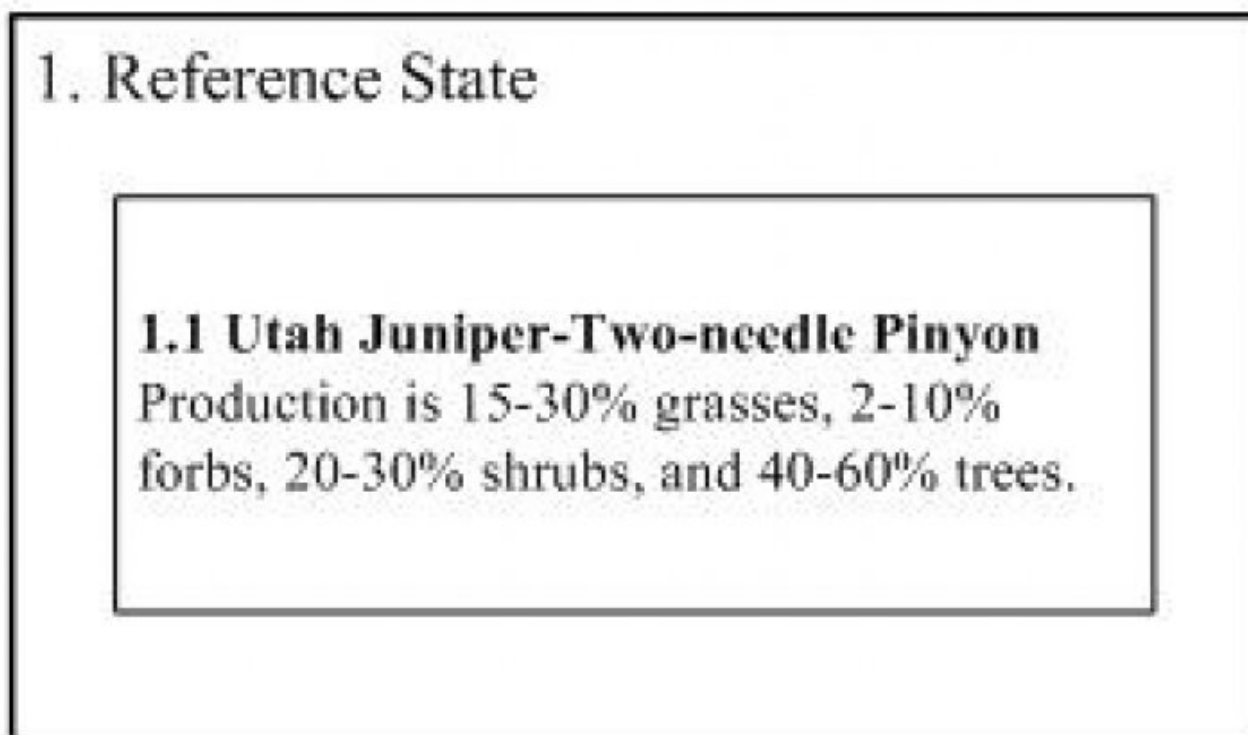 1. Reference State
1.1 Utah Juniper-Two-needle Pinyon
Production is 15-30% grasses, 2-10%
forbs, 20-30% shrubs, and 40-60% trees.